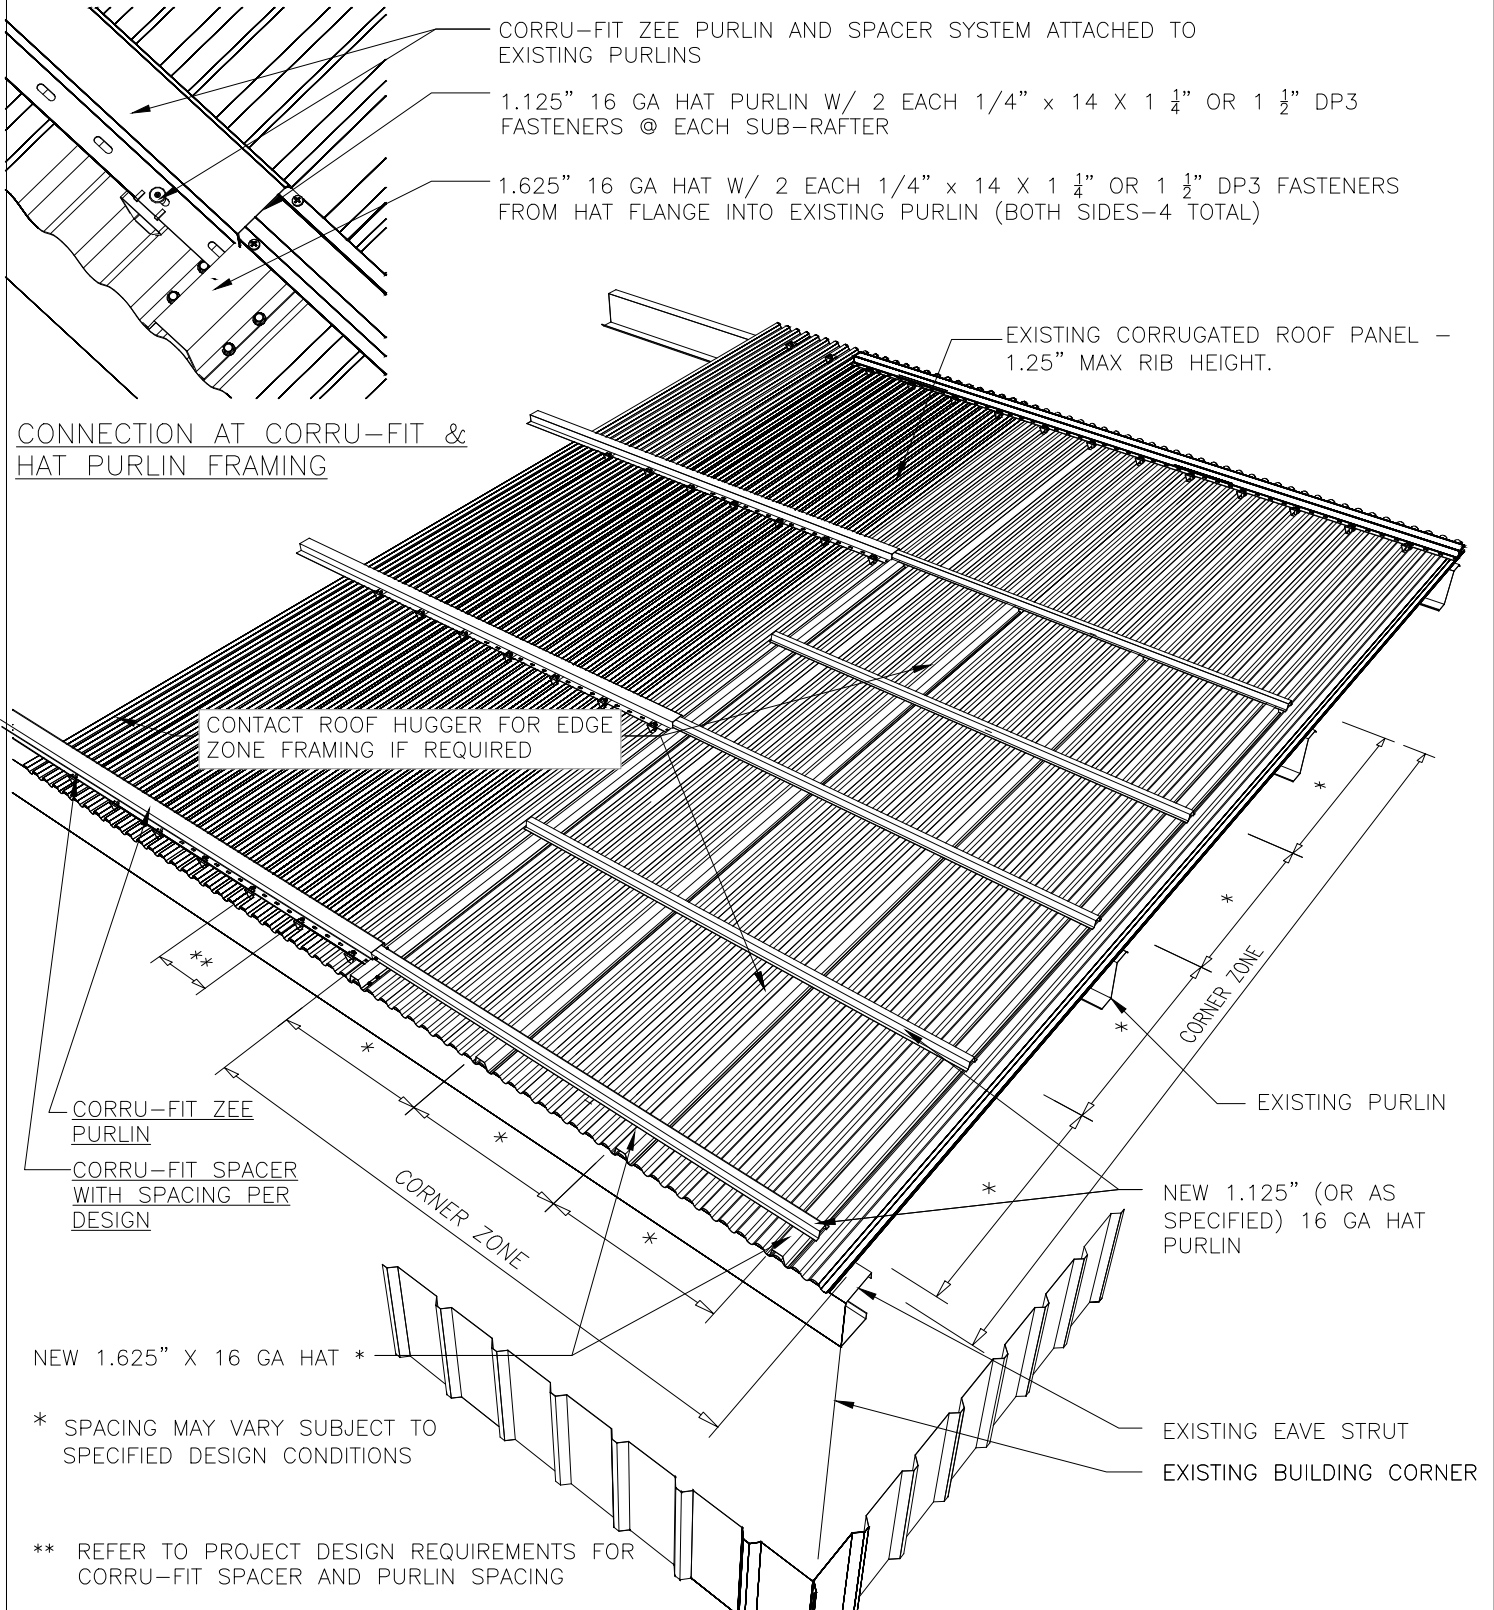 CORRU-FIT ZEE PURLIN AND SPACER SYSTEM ATTACHED TO
EXISTING PURLINS
1.125" 16 GA HAT PURLIN W/ 2 EACH 1/4" x 14 X 1 1/4" OR 1 1/2" DP3
FASTENERS @ EACH SUB-RAFTER
1.625" 16 GA HAT W/ 2 EACH 1/4" x 14 X 1 1/4" OR 1 1/2" DP3 FASTENERS
FROM HAT FLANGE INTO EXISTING PURLIN (BOTH SIDES-4 TOTAL)
EXISTING CORRUGATED ROOF PANEL -
1.25" MAX RIB HEIGHT.
CONNECTION AT CORRU-FIT &
HAT PURLIN FRAMING
CONTACT ROOF HUGGER FOR EDGE
ZONE FRAMING IF REQUIRED
*
*
**
*
CORNER ZONE
*
*
*
*
*
CORNER ZONE
EXISTING PURLIN
CORRU-FIT ZEE
PURLIN
CORRU-FIT SPACER
WITH SPACING PER
DESIGN
NEW 1.125" (OR AS
SPECIFIED) 16 GA HAT
PURLIN
NEW 1.625" X 16 GA HAT *
* SPACING MAY VARY SUBJECT TO
SPECIFIED DESIGN CONDITIONS
EXISTING EAVE STRUT
EXISTING BUILDING CORNER
** REFER TO PROJECT DESIGN REQUIREMENTS FOR
CORRU-FIT SPACER AND PURLIN SPACING